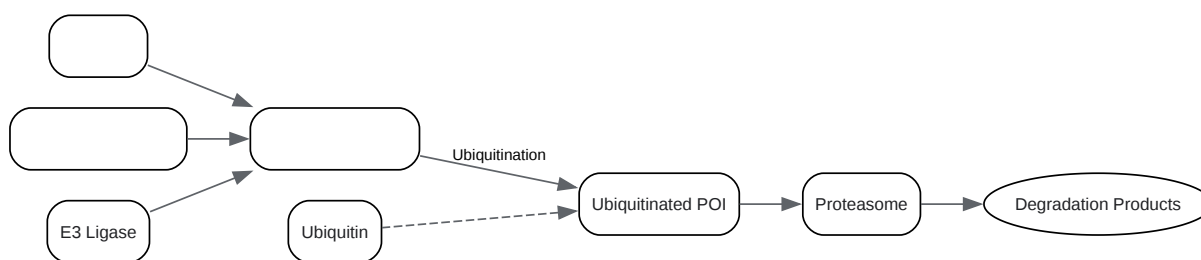 Ubiquitination
Ubiquitinated POI
Proteasome
Degradation Products
E3 Ligase
Ubiquitin